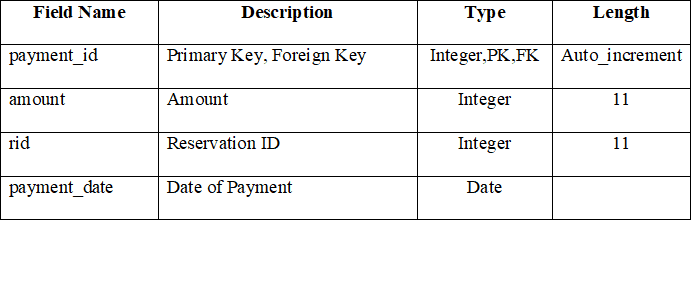 Field Name Description Type Length
payment_id Primary Key, Foreign Key Integer,PK,FK Auto_increment
amount Amount Integer 11
rid Reservation ID Integer 11
payment_date Date of Payment Date